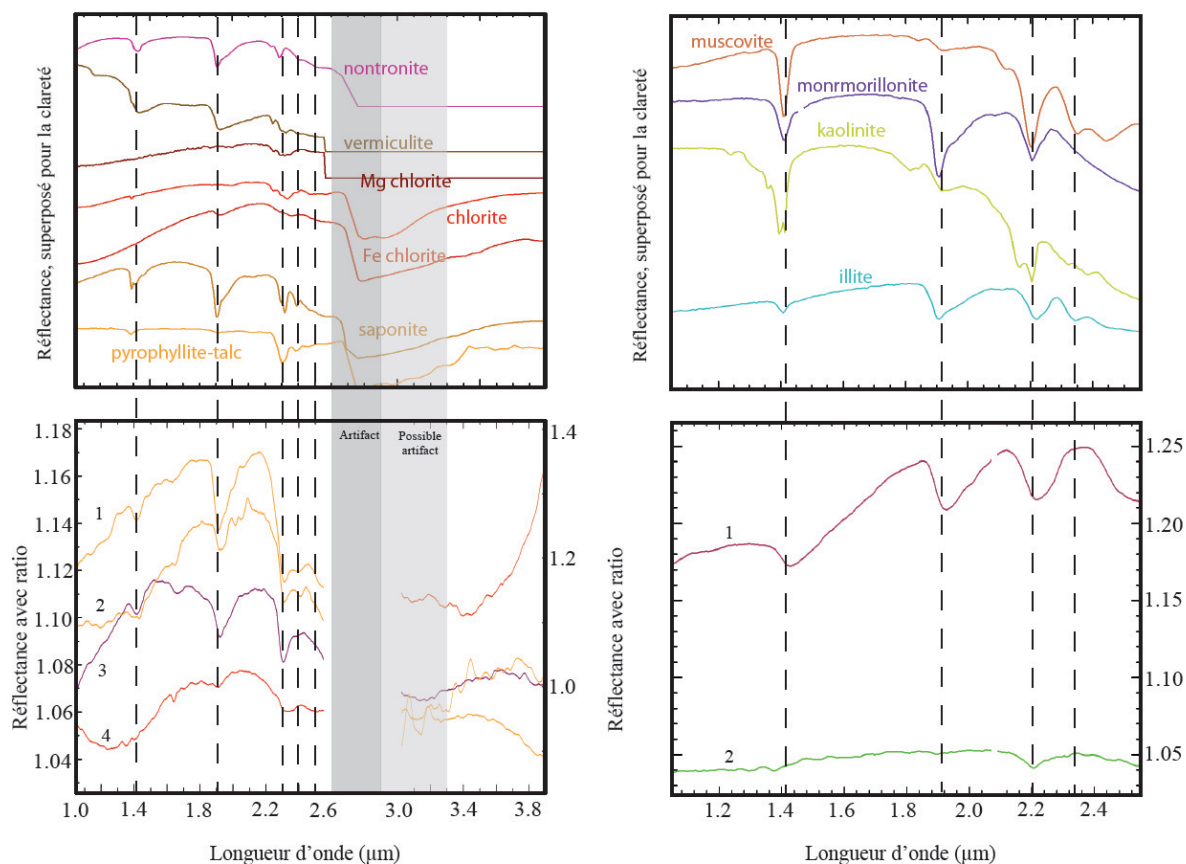 Réflectance, superposé pour la clareté
nontronite
vermiculite
Mg chlorite
chlorite
Fe chlorite
saponite
pyrophyllite-talc
Réflectance, superposé pour la clareté
muscovite
monrmorillonite
kaolinite
illite
Réflectance avec ratio
1.18
1.16
1.14
1.12
1.10
1.08
1.06
1.04
1
2
3
4
Artifact
Possible
artifact
1.4
1.2
1.0
1.0
1.4
1.8
2.2
2.6
3.0
3.4
3.8
Longueur d'onde (µm)
Réflectance avec ratio
1
2
1.25
1.20
1.15
1.10
1.05
1.2
1.4
1.6
1.8
2.0
2.2
2.4
Longueur d'onde (µm)